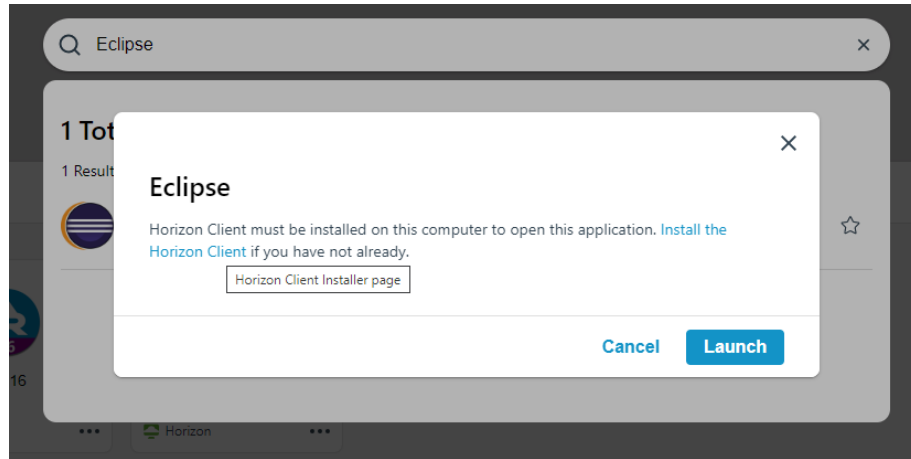 Eclipse
1 Tot
1 Result
Eclipse
Horizon Client must be installed on this computer to open this application. Install the
Horizon Client if you have not already.
Horizon Client Installer page
Cancel
Launch
16
Horizon